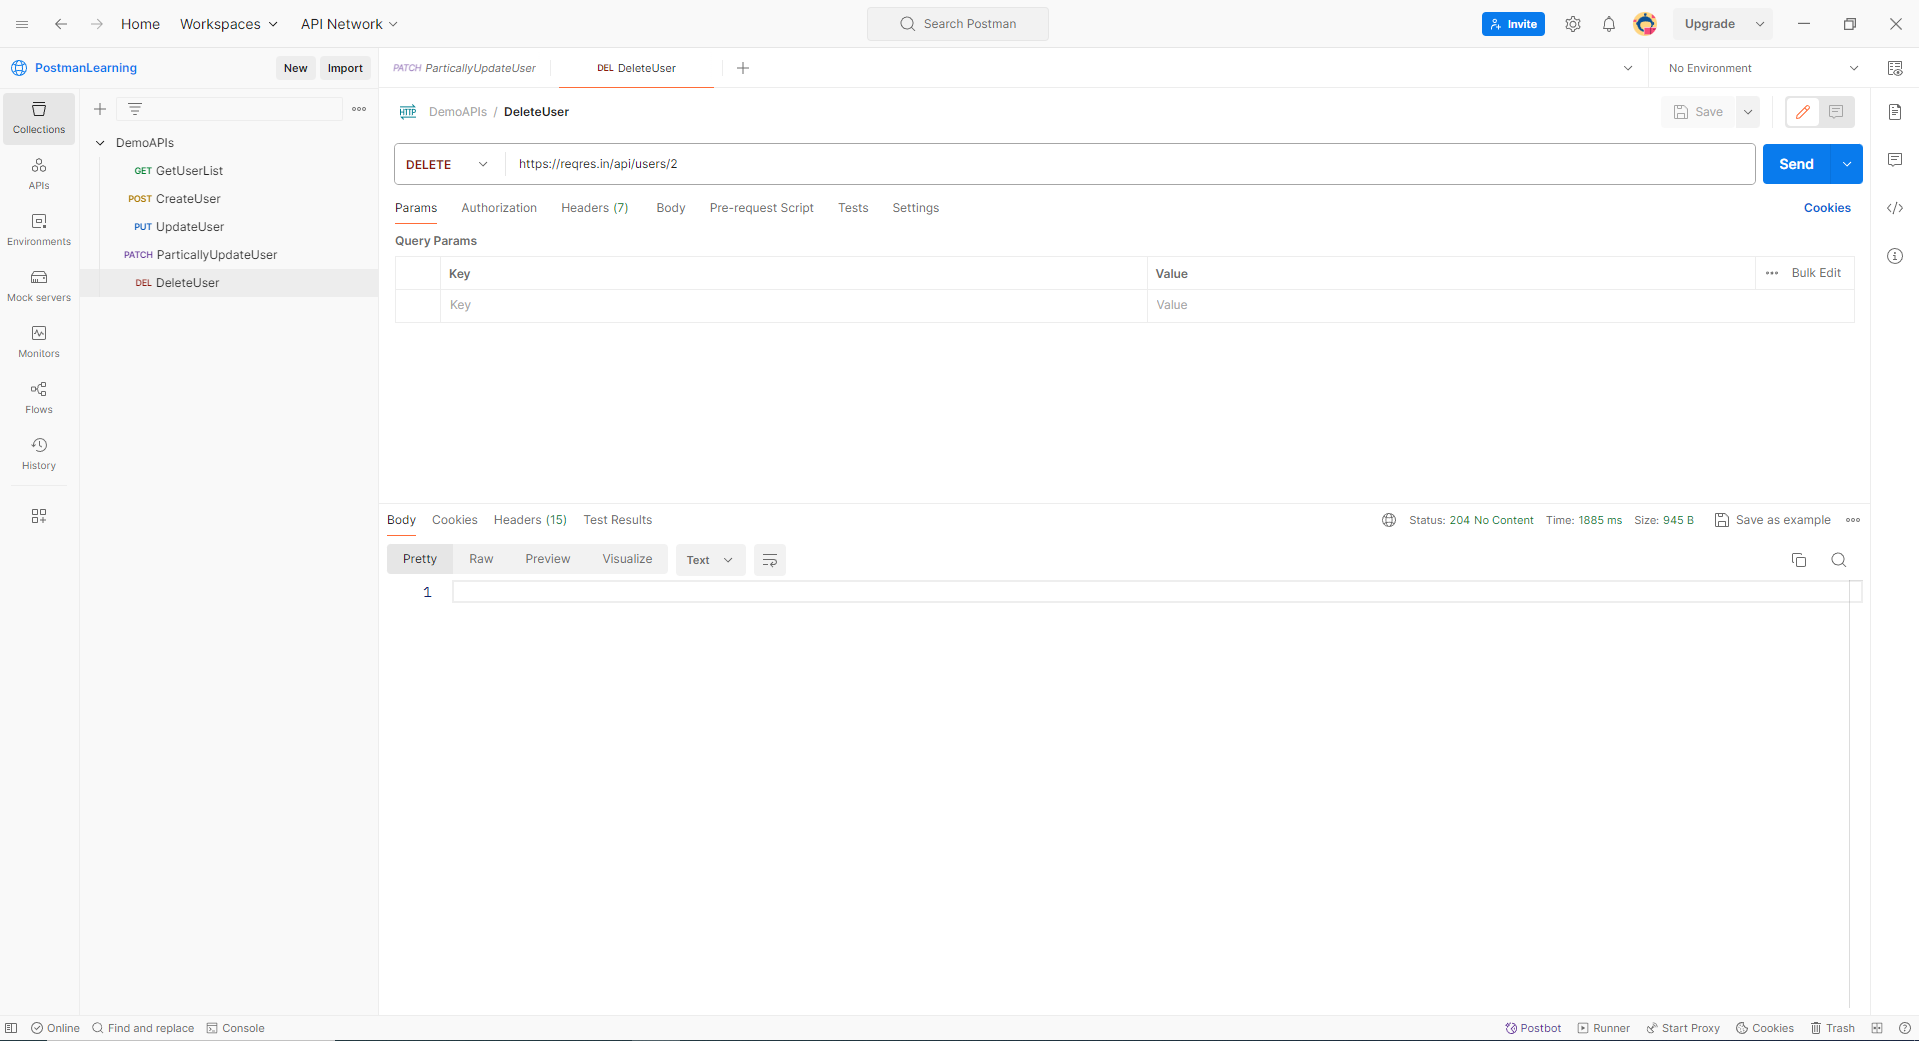 Home Workspaces API Network Search Postman Invite Upgrade
PostmanLearning New Import PATCH ParticallyUpdateUser DEL DeleteUser No Environment
Collections
APIs
Environments
Mock servers
Monitors
Flows
History
DemoAPIs
GET GetUserList
POST CreateUser
PUT UpdateUser
PATCH ParticallyUpdateUser
DEL DeleteUser
HTTP DemoAPIs / DeleteUser Save
DELETE https://reqres.in/api/users/2 Send
Params Authorization Headers (7) Body Pre-request Script Tests Settings Cookies
Query Params
Key Value Bulk Edit
Key Value
Body Cookies Headers (15) Test Results Status: 204 No Content Time: 1885 ms Size: 945 B Save as example
Pretty Raw Preview Visualize Text
1
Online Find and replace Console Postbot Runner Start Proxy Cookies Trash